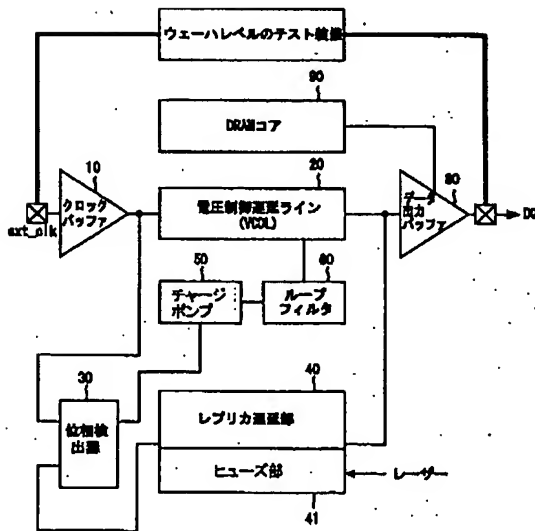 ウェーハレベルのテスト装置
90
DRAMコア
10
クロック
バッファ
ext_clk
20
電圧制御遅延ライン
(VCDL)
80
データ
出力
バッファ
DQ
50
チャージ
ポンプ
60
ループ
フィルタ
30
位相検
出器
40
レプリカ遅延部
ヒューズ部
レーザー
41